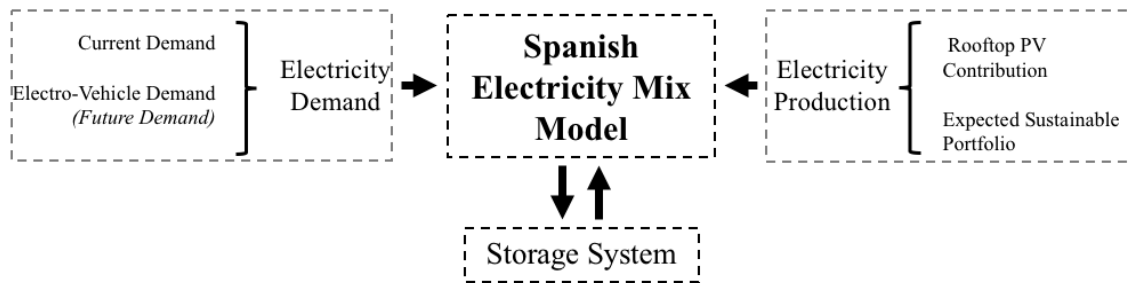 Current Demand
Electro-Vehicle Demand
(Future Demand)
Electricity
Demand
Spanish
Electricity Mix
Model
Electricity
Production
Rooftop PV
Contribution
Expected Sustainable
Portfolio
Storage System